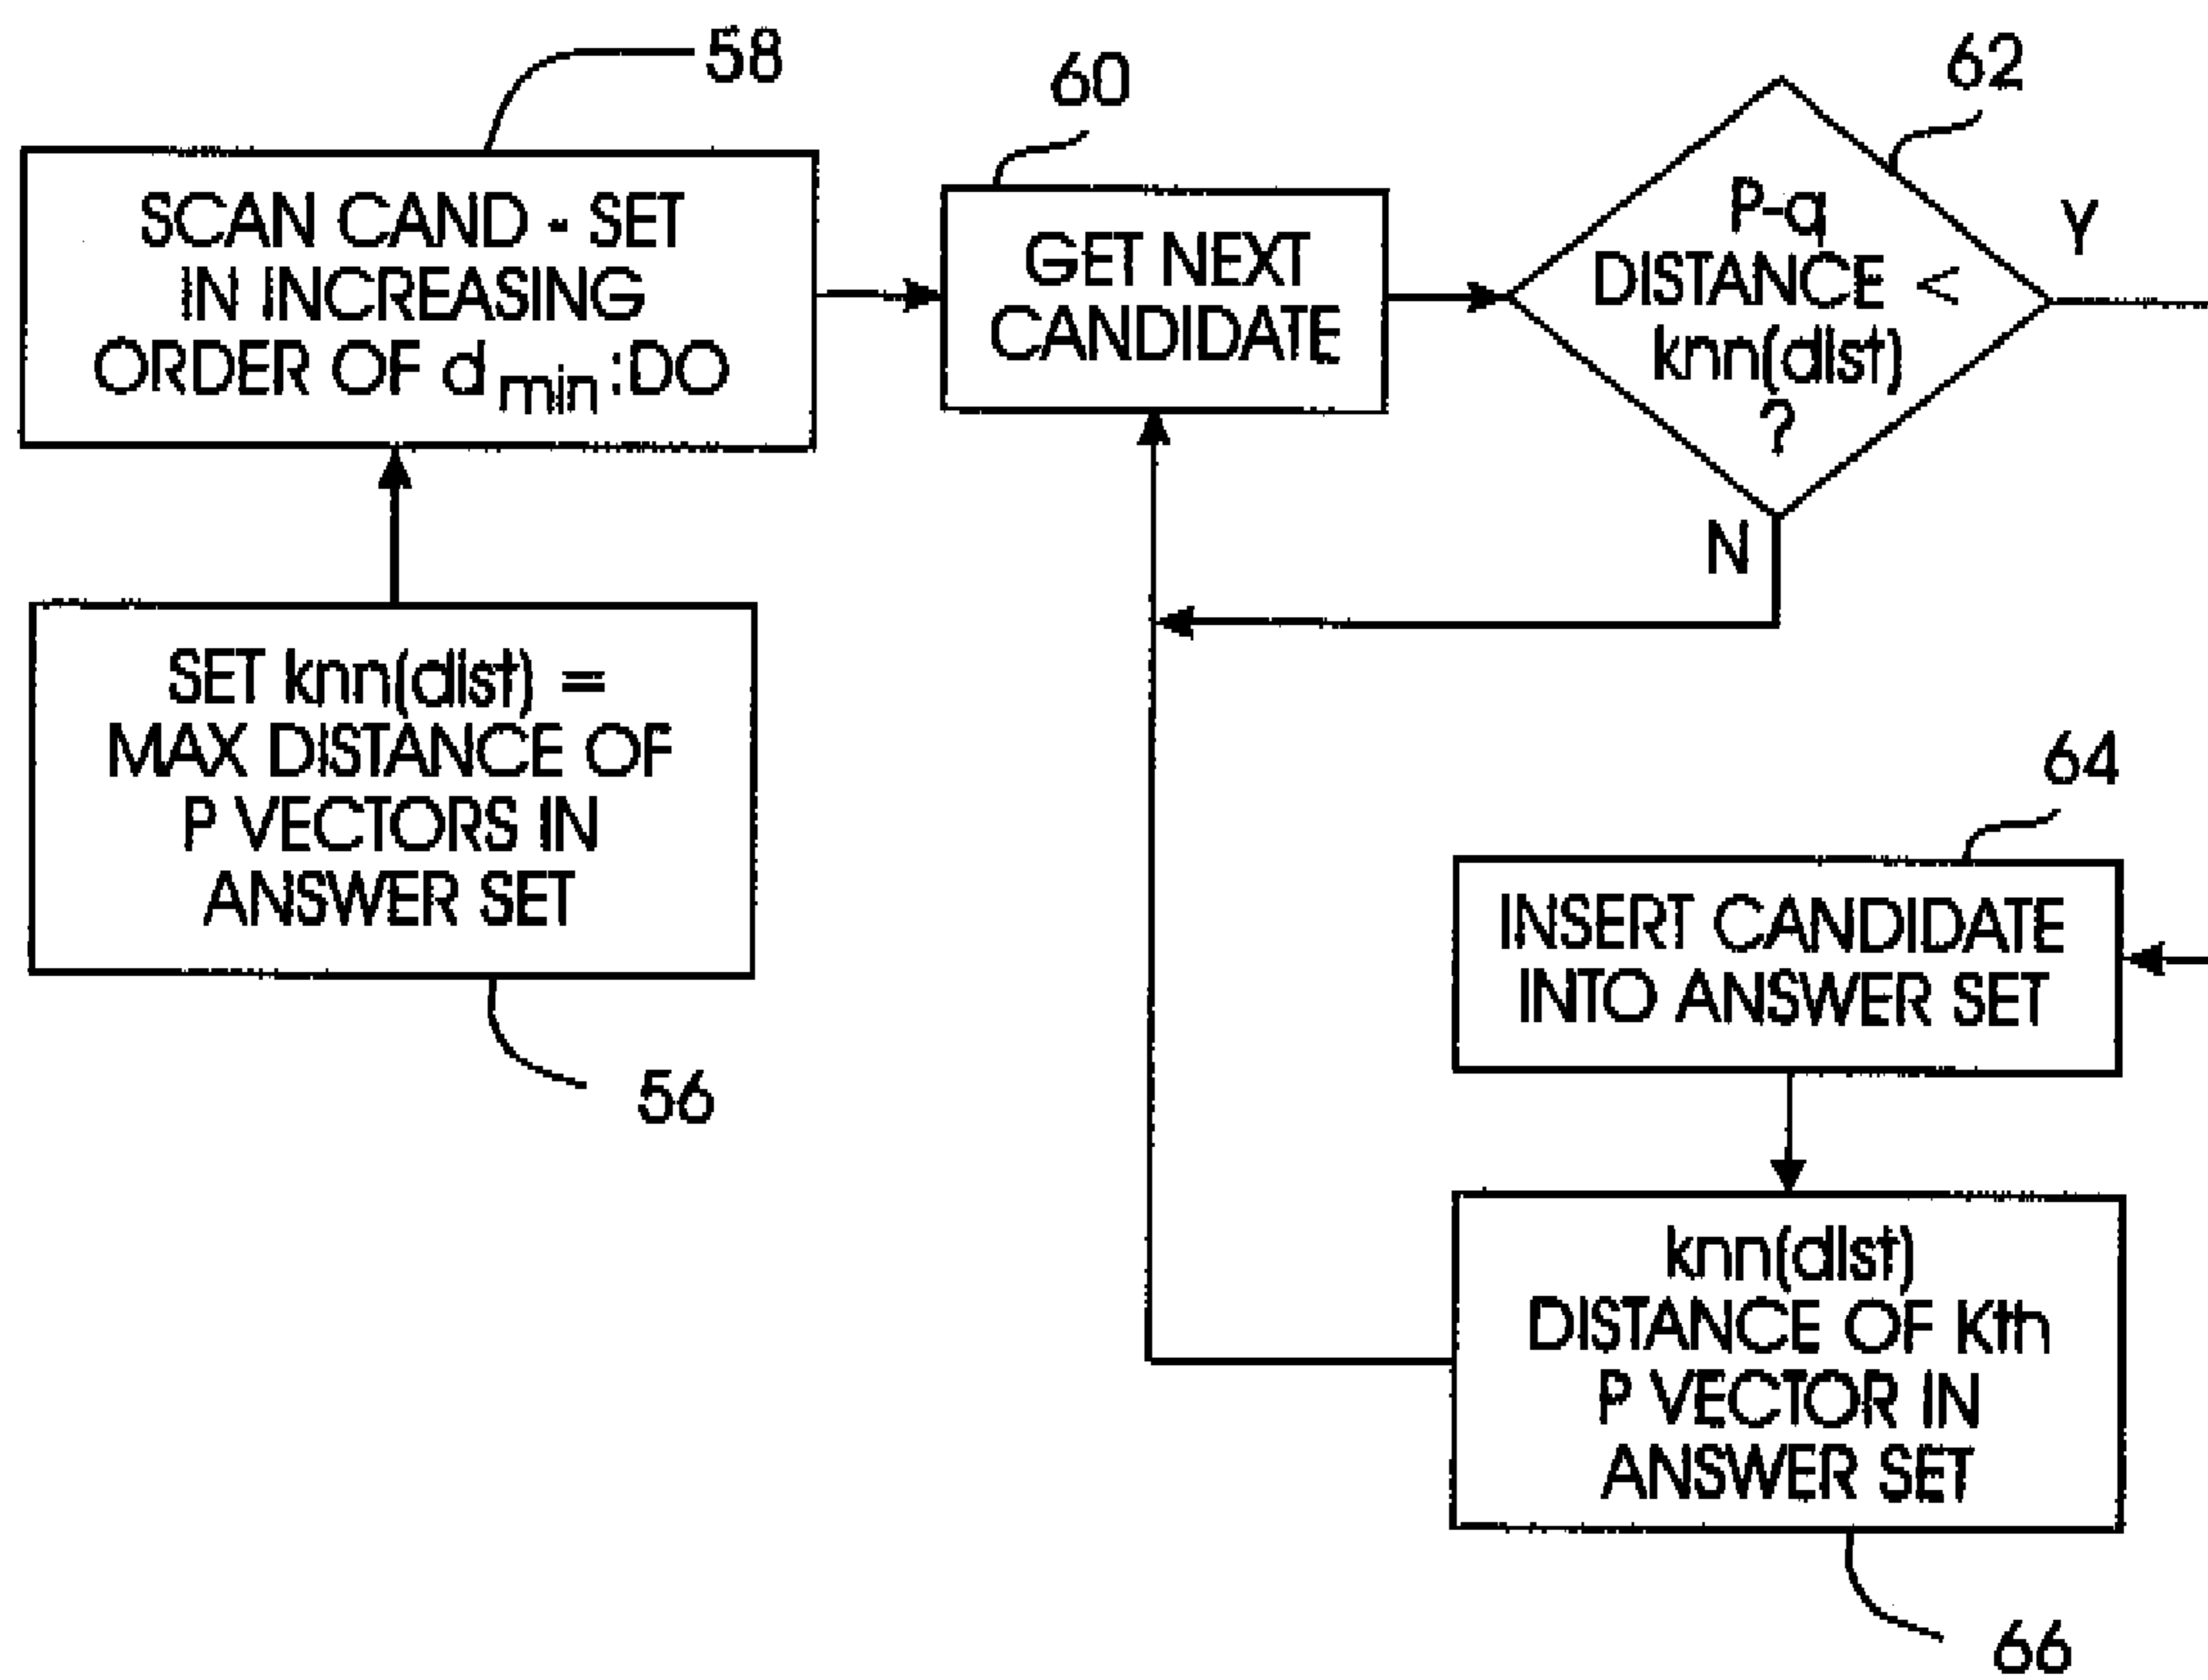 58
SCAN CAND - SET
IN INCREASING
ORDER OF d min :DO
60
GET NEXT
CANDIDATE
62
P-q
DISTANCE <
knn(dist)
?
Y
N
SET knn(dist) =
MAX DISTANCE OF
P VECTORS IN
ANSWER SET
56
64
INSERT CANDIDATE
INTO ANSWER SET
knn(dist)
DISTANCE OF Kth
P VECTOR IN
ANSWER SET
66